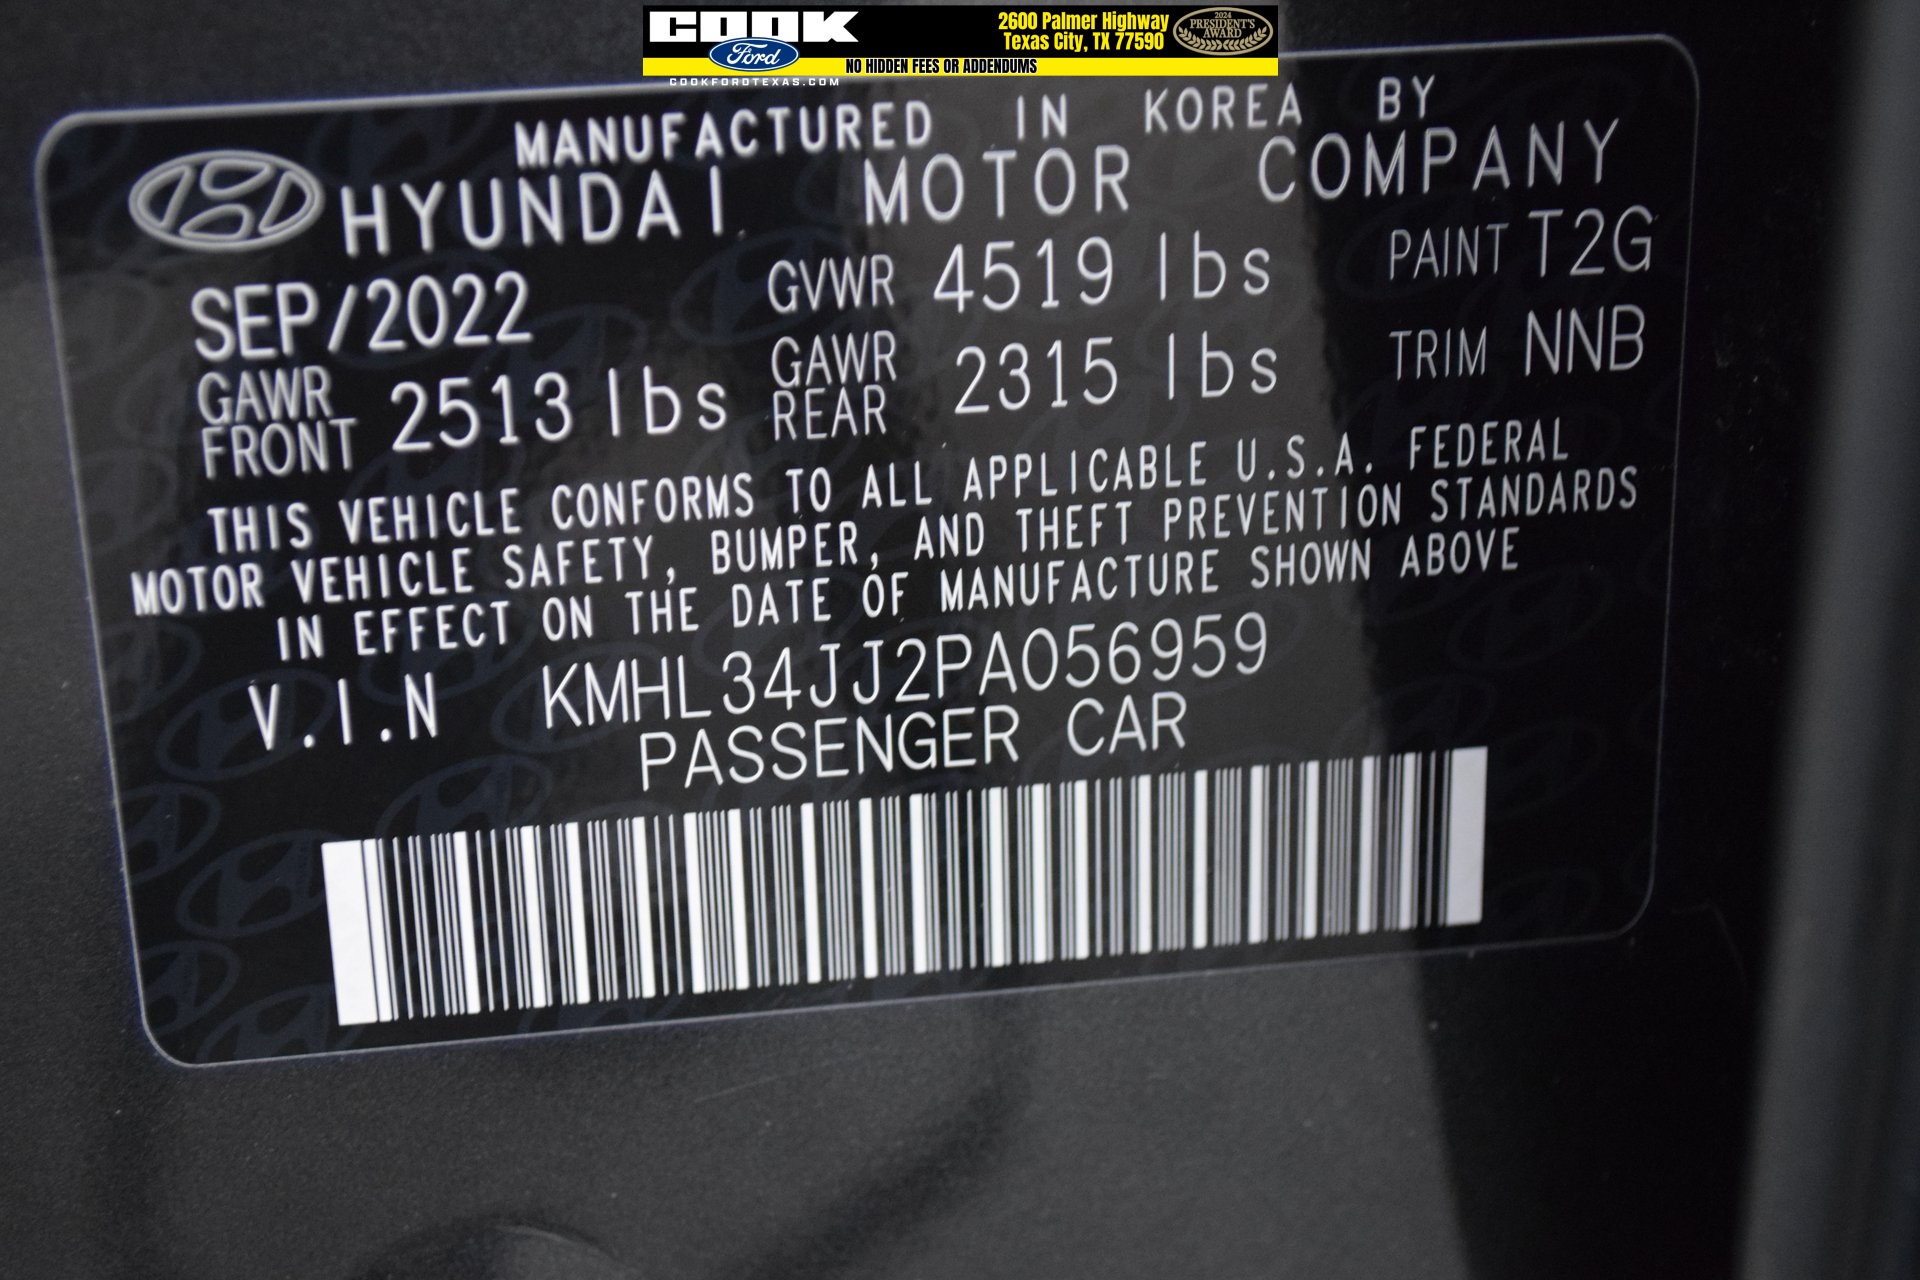 COOK
Ford
COOKFORDTEXAS.COM
2600 Palmer Highway
Texas City, TX 77590
2024
PRESIDENT'S
AWARD
NO HIDDEN FEES OR ADDENDUMS
MANUFACTURED IN KOREA BY
HYUNDAI MOTOR COMPANY
SEP/2022 GVWR 4519 lbs PAINT T2G
GAWR FRONT 2513 lbs GAWR REAR 2315 lbs TRIM NNB
THIS VEHICLE CONFORMS TO ALL APPLICABLE U.S.A. FEDERAL
MOTOR VEHICLE SAFETY, BUMPER, AND THEFT PREVENTION STANDARDS
IN EFFECT ON THE DATE OF MANUFACTURE SHOWN ABOVE
V.I.N KMHL34JJ2PA056959
PASSENGER CAR